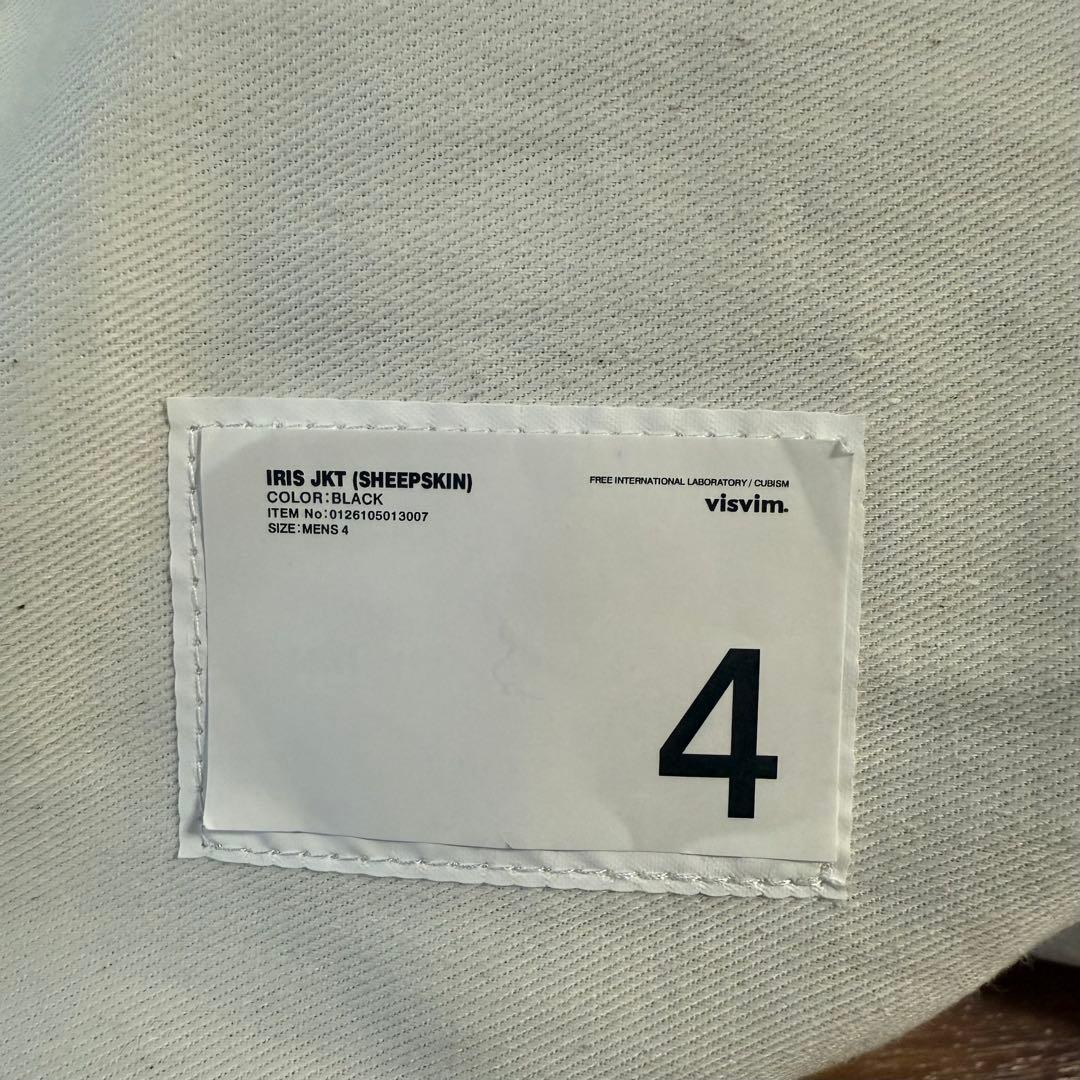 IRIS JKT (SHEEPSKIN)
COLOR:BLACK
ITEM No:0126105013007
SIZE:MENS 4
FREE INTERNATIONAL LABORATORY / CUBISM
visvim.
4